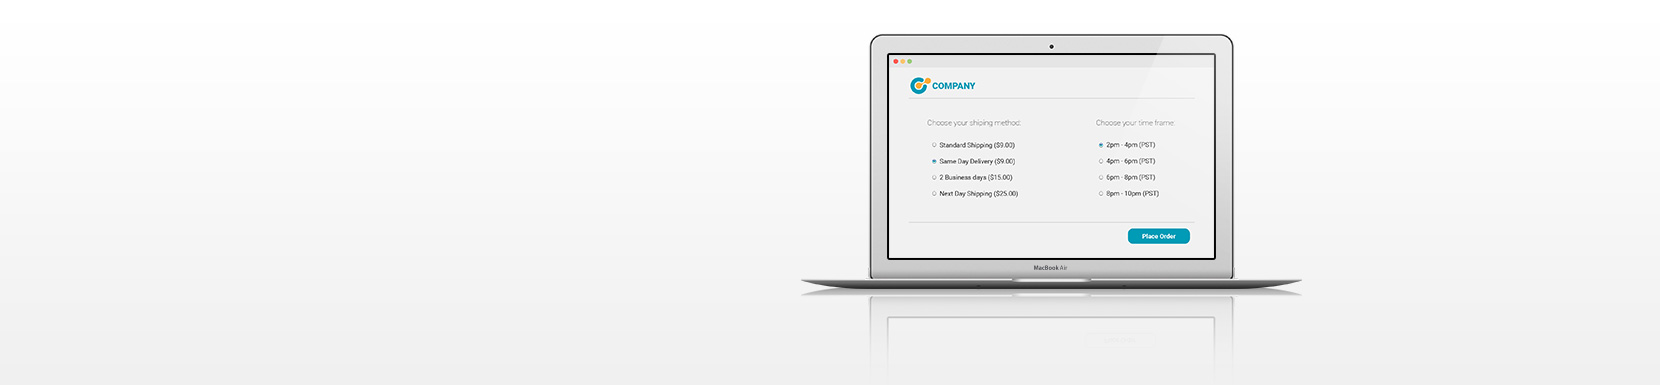 COMPANY
Choose your shiping method:
Standard Shipping ($9.00)
Same Day Delivery ($9.00)
2 Business days ($15.00)
Next Day Shipping ($25.00)
Choose your time frame:
2pm - 4pm (PST)
4pm - 6pm (PST)
6pm - 8pm (PST)
8pm - 10pm (PST)
Place Order
MacBook Air